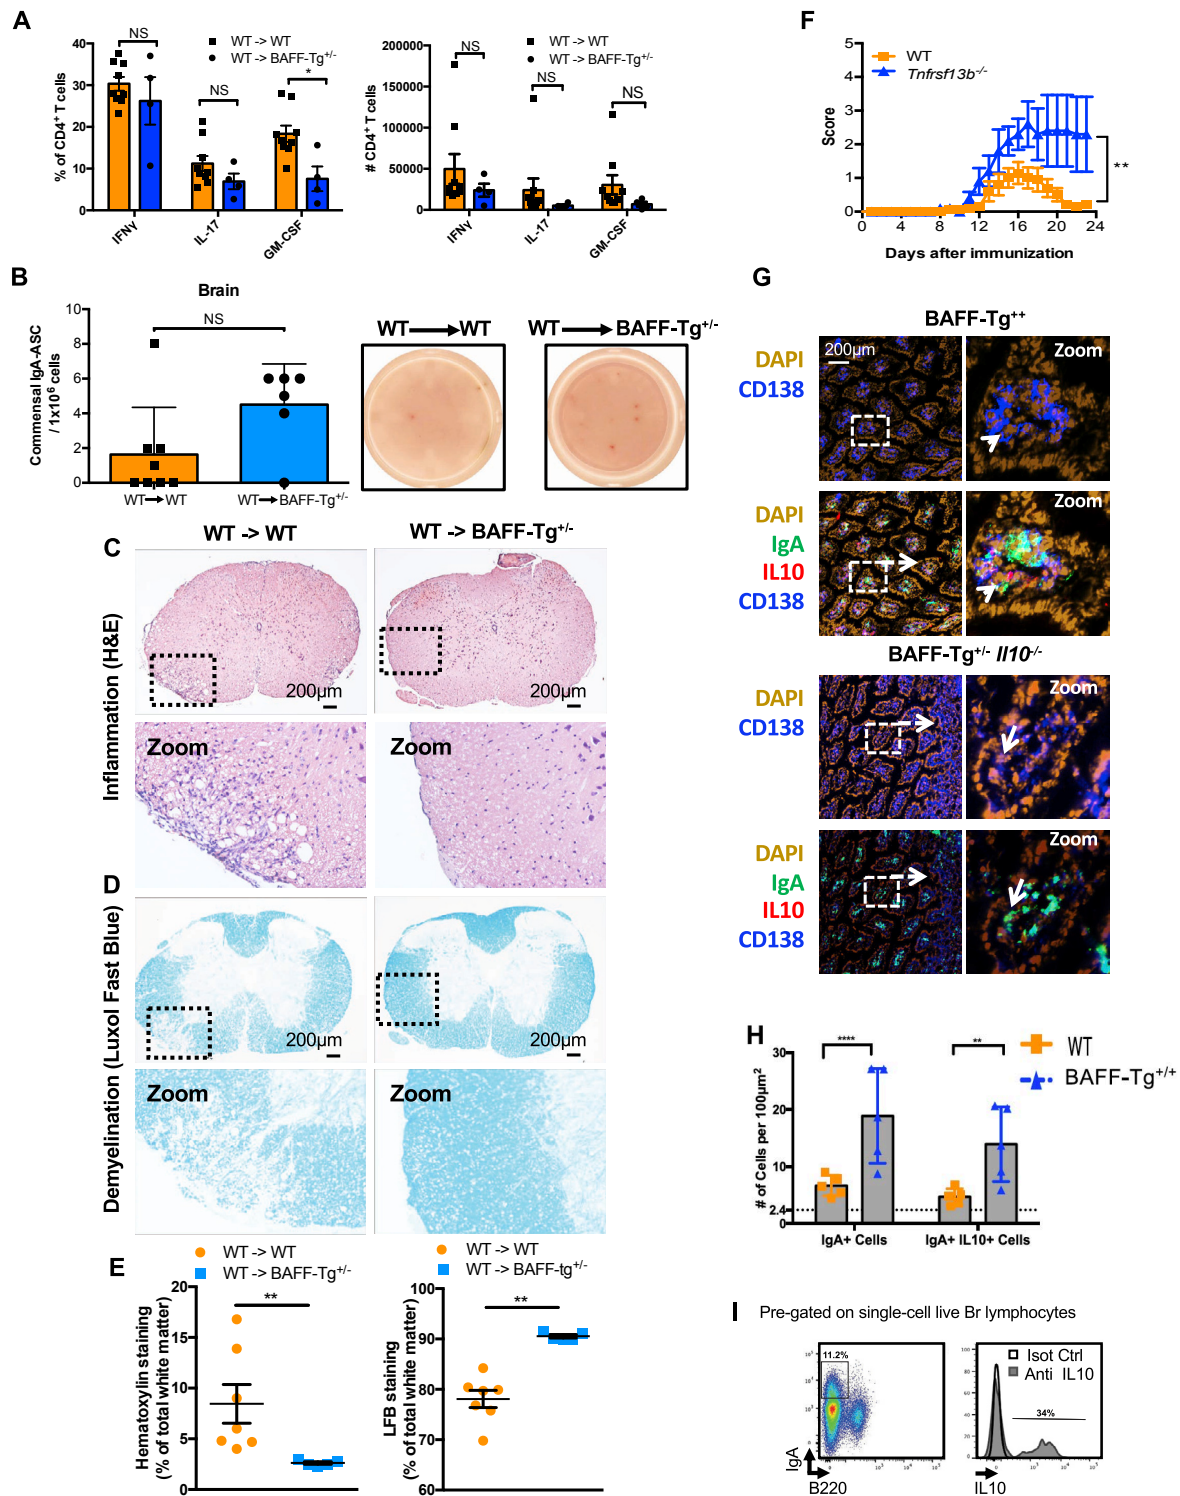 A
NS
WT -> WT
WT -> BAFF-Tg+/-
*
NS
% of CD4+ T cells
40
30
20
10
0
IFNγ
IL-17
GM-CSF
NS
WT -> WT
WT -> BAFF-Tg+/-
NS
NS
# CD4+ T cells
200000
150000
100000
50000
0
IFNγ
IL-17
GM-CSF
F
WT
Tnfrsf13b-/-
Score
5
4
3
2
1
0
**
0 4 8 12 16 20 24
Days after immunization
B
Brain
NS
Commensal IgA-ASC
/ 1x10⁶ cells
10
8
6
4
2
0
WT→WT
WT→BAFF-Tg+/-
WT→WT
WT→BAFF-Tg+/-
G
BAFF-Tg++
DAPI
CD138
200µm
Zoom
DAPI
IgA
IL10
CD138
Zoom
BAFF-Tg+/- Il10-/-
DAPI
CD138
Zoom
DAPI
IgA
IL10
CD138
Zoom
C
WT -> WT
WT -> BAFF-Tg+/-
Inflammation (H&E)
200µm
200µm
Zoom
Zoom
D
Demyelination (Luxol Fast Blue)
200µm
200µm
Zoom
Zoom
H
**** **
WT
BAFF-Tg+/+
# of Cells per 100µm²
30
20
10
2.4
0
IgA+ Cells
IgA+ IL10+ Cells
E
WT -> WT
WT -> BAFF-Tg+/-
**
Hematoxylin staining
(% of total white matter)
20
15
10
5
0
WT -> WT
WT -> BAFF-tg+/-
**
LFB staining
(% of total white matter)
100
90
80
70
60
I
Pre-gated on single-cell live Br lymphocytes
11.2%
IgA
B220
Isot Ctrl
Anti IL10
34%
100
80
60
40
20
0
IL10